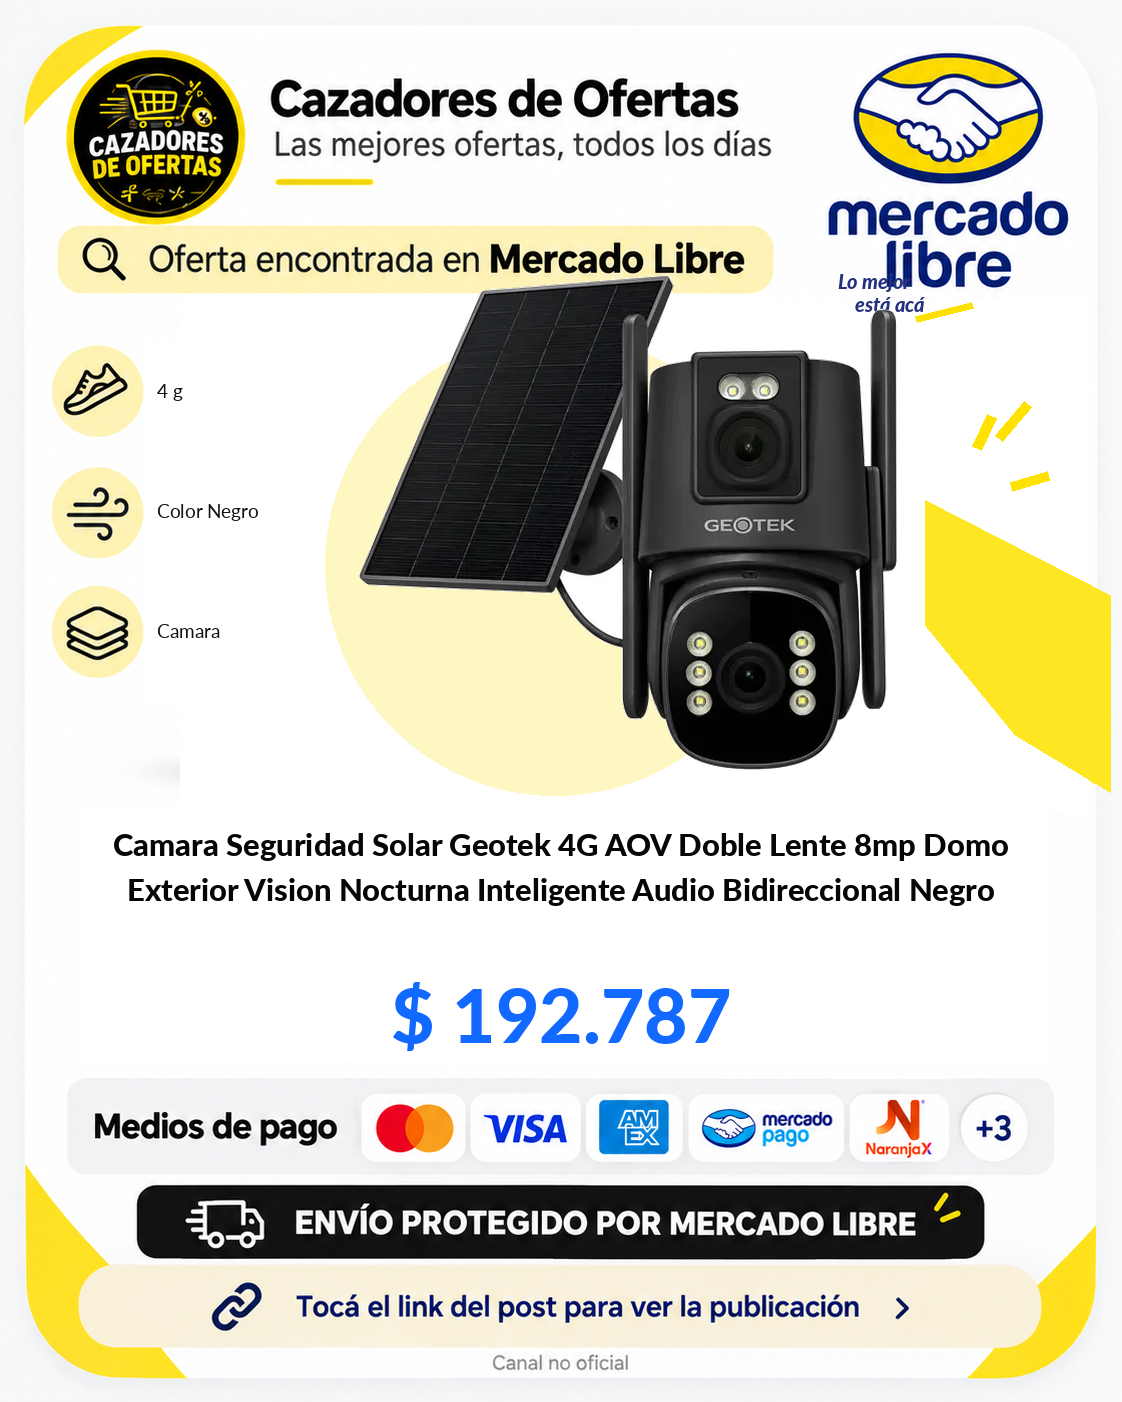 CAZADORES
DE OFERTAS
Cazadores de Ofertas
Las mejores ofertas, todos los días
mercado
libre
Lo mejor
está acá
Oferta encontrada en Mercado Libre
4 g
Color Negro
Camara
GEOTEK
Camara Seguridad Solar Geotek 4G AOV Doble Lente 8mp Domo
Exterior Vision Nocturna Inteligente Audio Bidireccional Negro
$ 192.787
Medios de pago
VISA
AM
EX
mercado
pago
N
NaranjaX
+3
ENVÍO PROTEGIDO POR MERCADO LIBRE
Tocá el link del post para ver la publicación
Canal no oficial